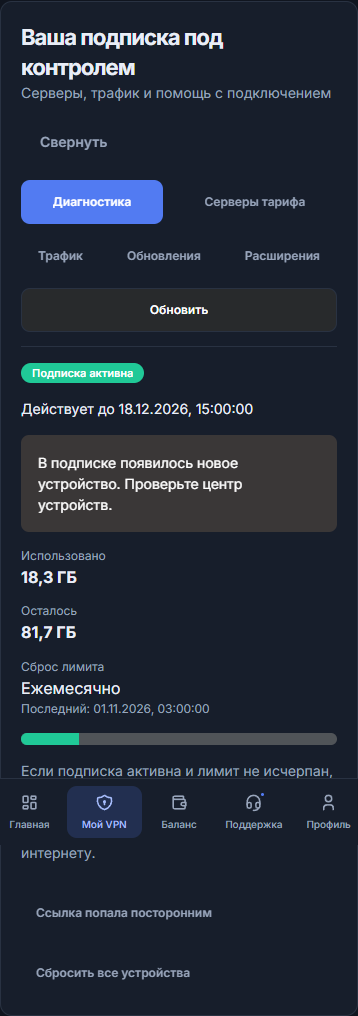 Ваша подписка под
контролем
Серверы, трафик и помощь с подключением
Свернуть
Диагностика
Серверы тарифа
Трафик
Обновления
Расширения
Обновить
Подписка активна
Действует до 18.12.2026, 15:00:00
В подписке появилось новое
устройство. Проверьте центр
устройств.
Использовано
18,3 ГБ
Осталось
81,7 ГБ
Сброс лимита
Ежемесячно
Последний: 01.11.2026, 03:00:00
Если подписка активна и лимит не исчерпан,
Главная
Мой VPN
Баланс
Поддержка
Профиль
интернету.
Ссылка попала посторонним
Сбросить все устройства